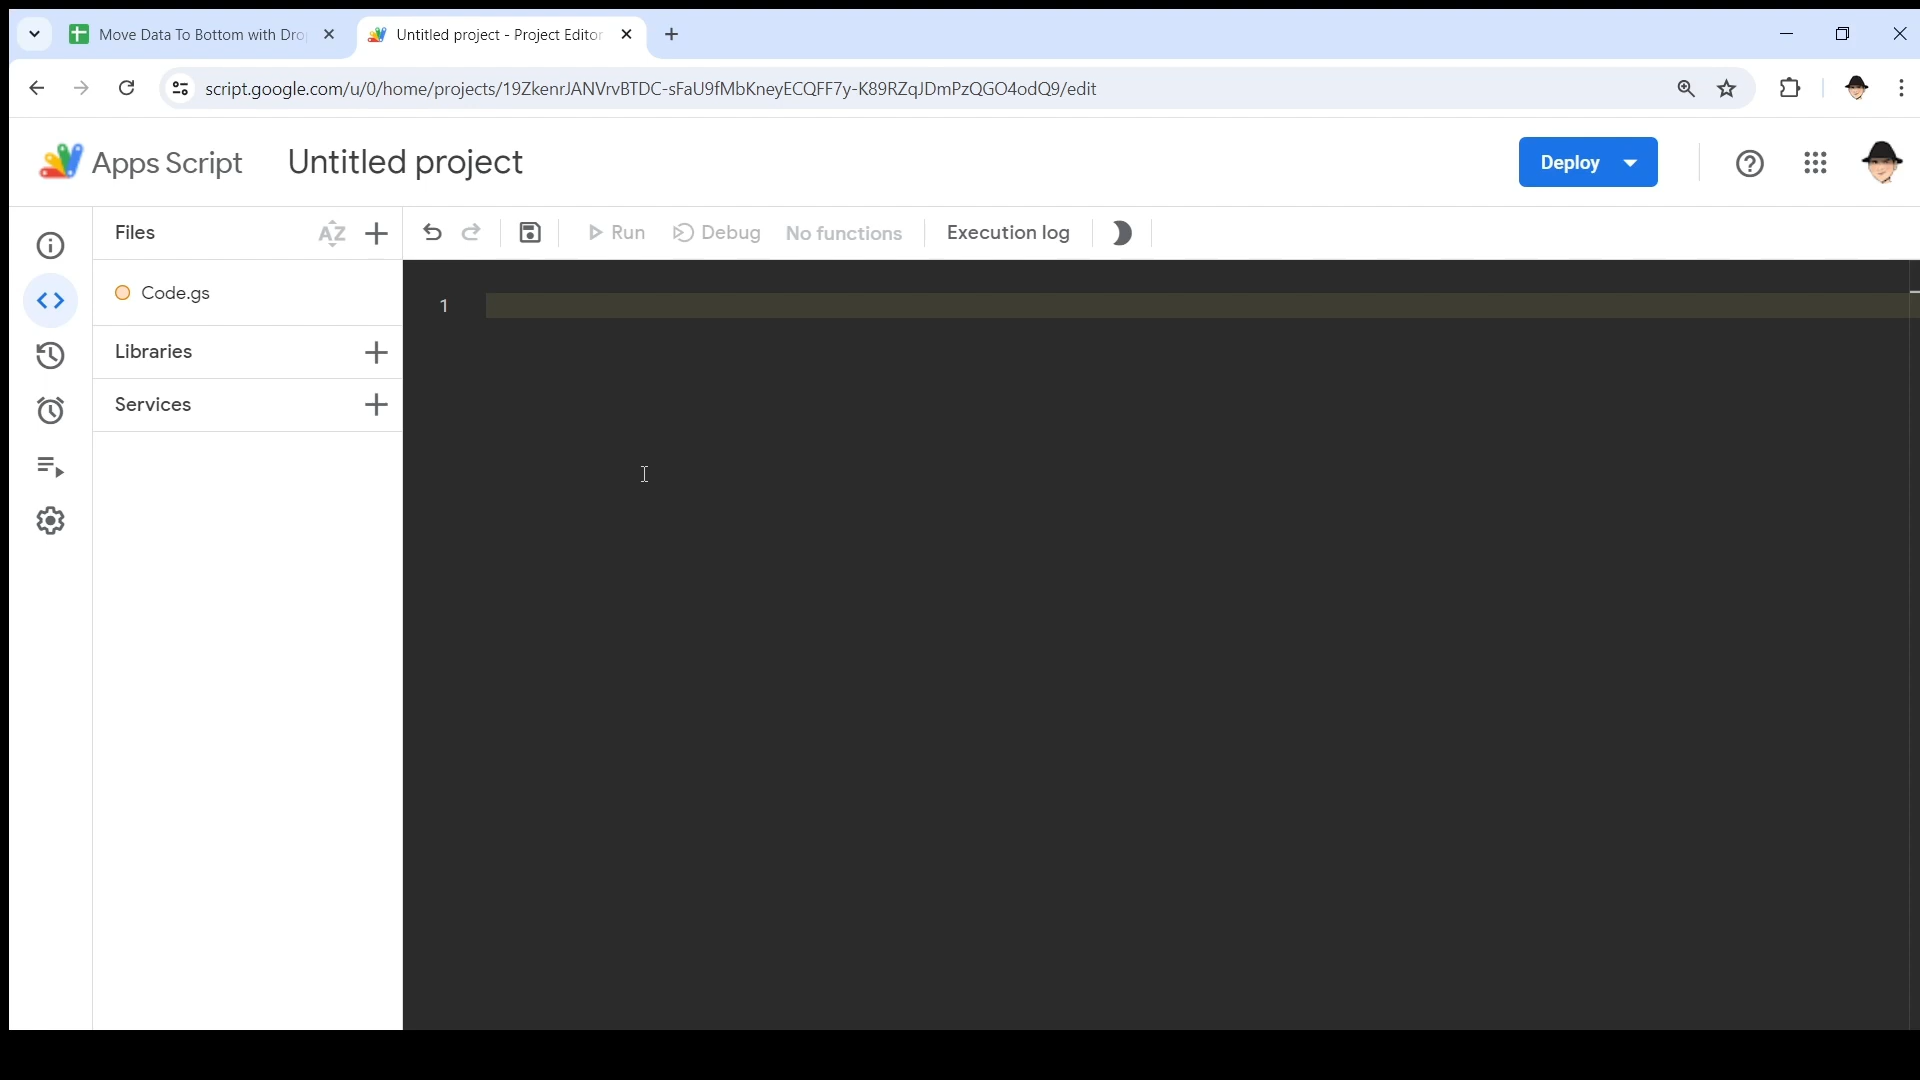 Move Data To Bottom with Dro
Untitled project - Project Editor
script.google.com/u/0/home/projects/19ZkenrJANVrvBTDC-sFaU9fMbKneyECQFF7y-K89RZqJDmPzQGO4odQ9/edit
Apps Script
Untitled project
Deploy
Files
AZ
Run
Debug
No functions
Execution log
Code.gs
1
Libraries
Services